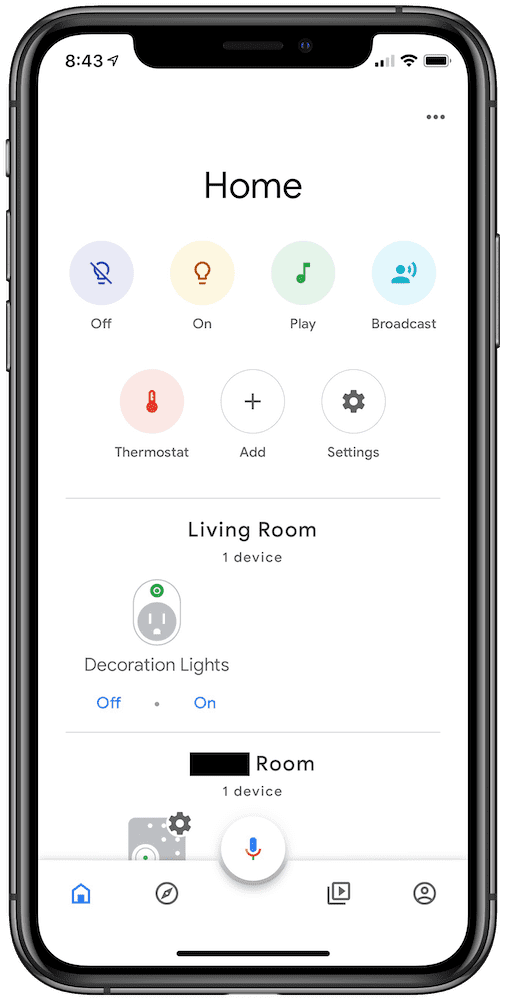 8:43
Home
Off
On
Play
Broadcast
Thermostat
Add
Settings
Living Room
1 device
Decoration Lights
Off • On
Room
1 device